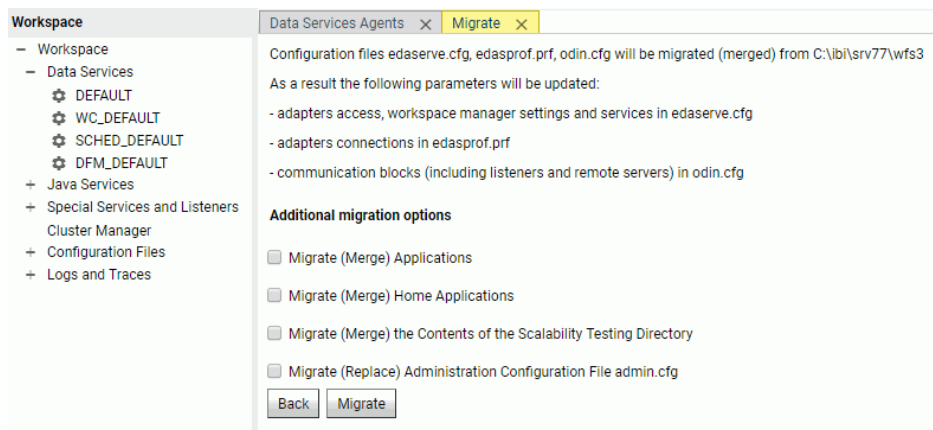 Workspace
Workspace
Data Services
DEFAULT
WC_DEFAULT
SCHED_DEFAULT
DFM_DEFAULT
Java Services
Special Services and Listeners
Cluster Manager
Configuration Files
Logs and Traces
Data Services Agents
Migrate
Configuration files edaserve.cfg, edasprof.prf, odin.cfg will be migrated (merged) from C:\ibi\srv77\wfs3
As a result the following parameters will be updated:
- adapters access, workspace manager settings and services in edaserve.cfg
- adapters connections in edasprof.prf
- communication blocks (including listeners and remote servers) in odin.cfg
Additional migration options
Migrate (Merge) Applications
Migrate (Merge) Home Applications
Migrate (Merge) the Contents of the Scalability Testing Directory
Migrate (Replace) Administration Configuration File admin.cfg
Back Migrate